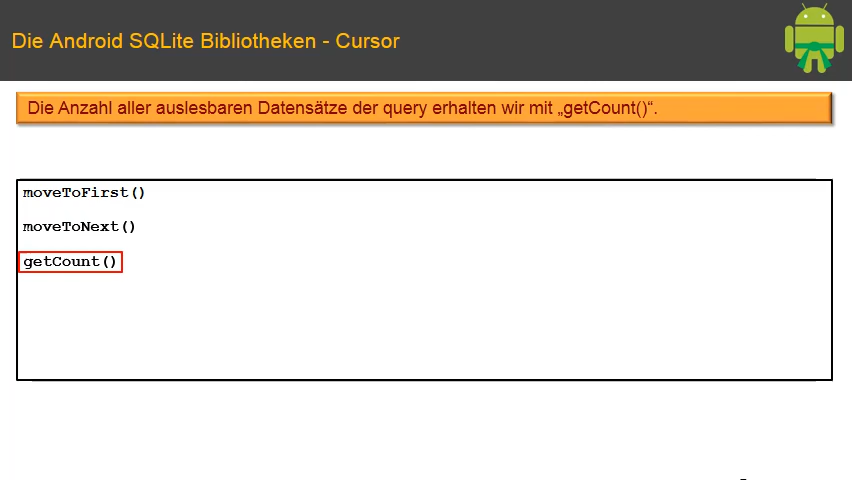 Die Android SQLite Bibliotheken - Cursor
Die Anzahl aller auslesbaren Datensätze der query erhalten wir mit „getCount()“.
moveToFirst()
moveToNext()
getCount()